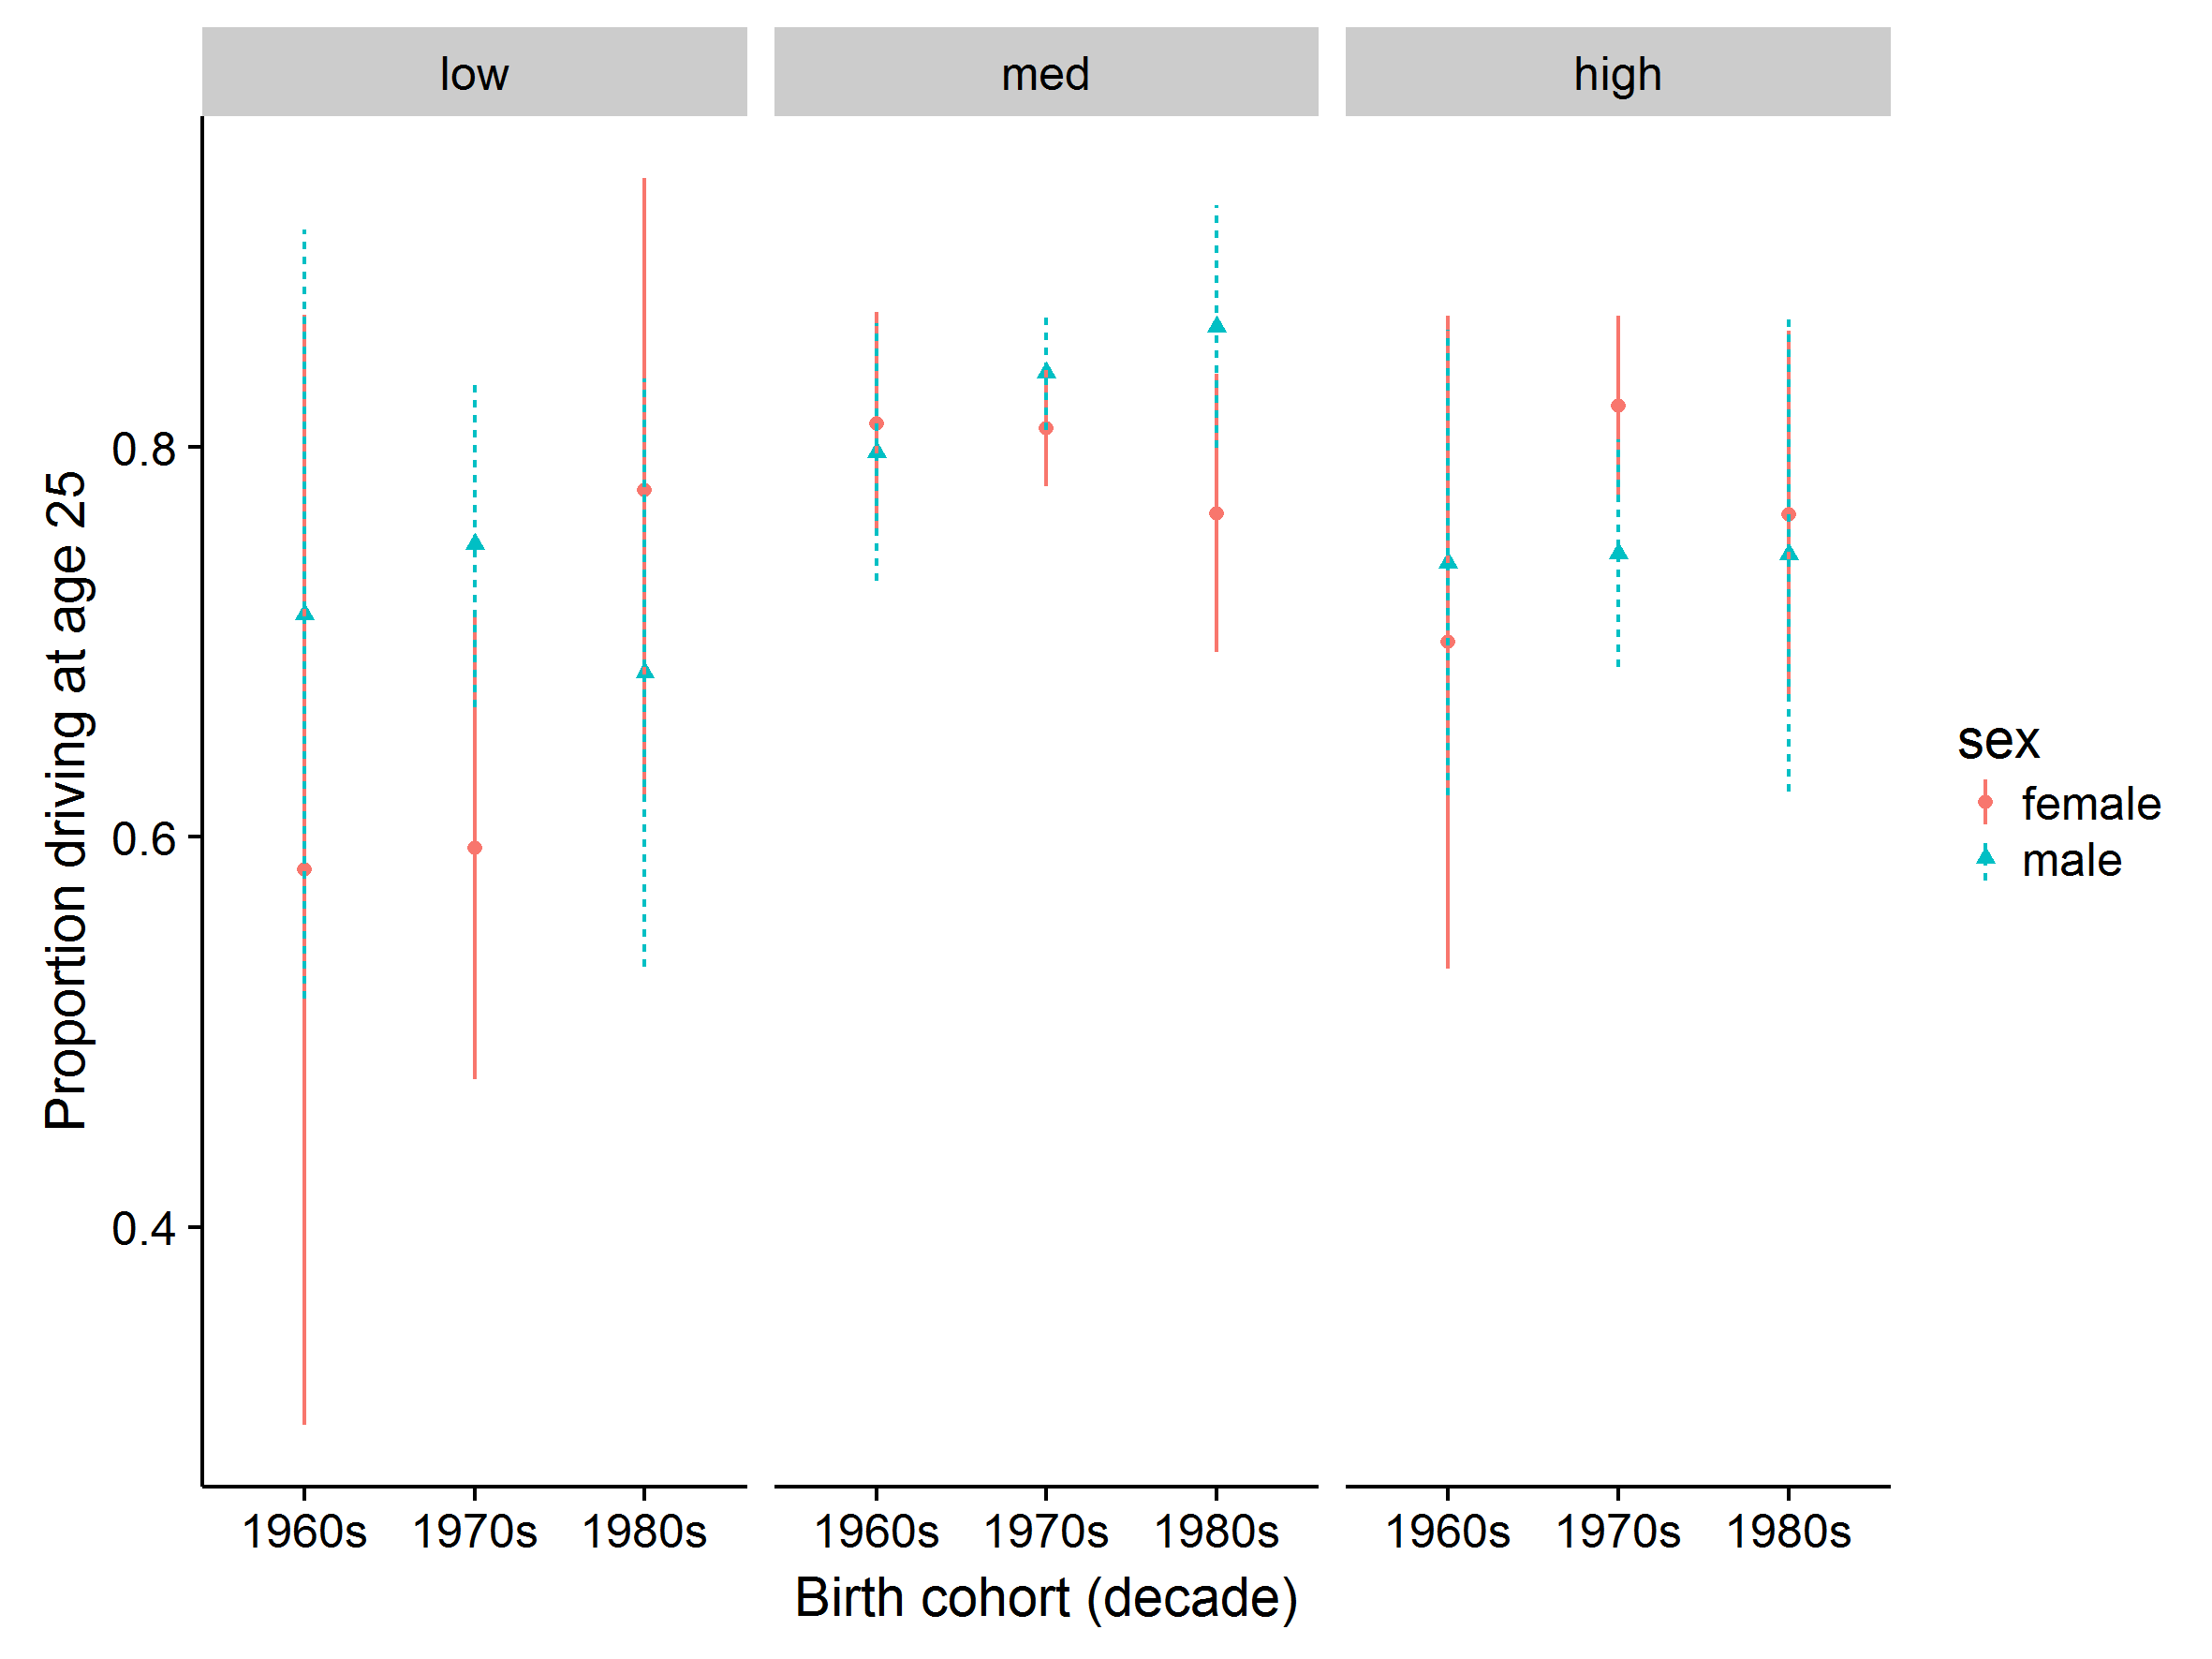 low med high
Proportion driving at age 25
0.8
0.6
0.4
sex
female
male
1960s 1970s 1980s 1960s 1970s 1980s 1960s 1970s 1980s
Birth cohort (decade)